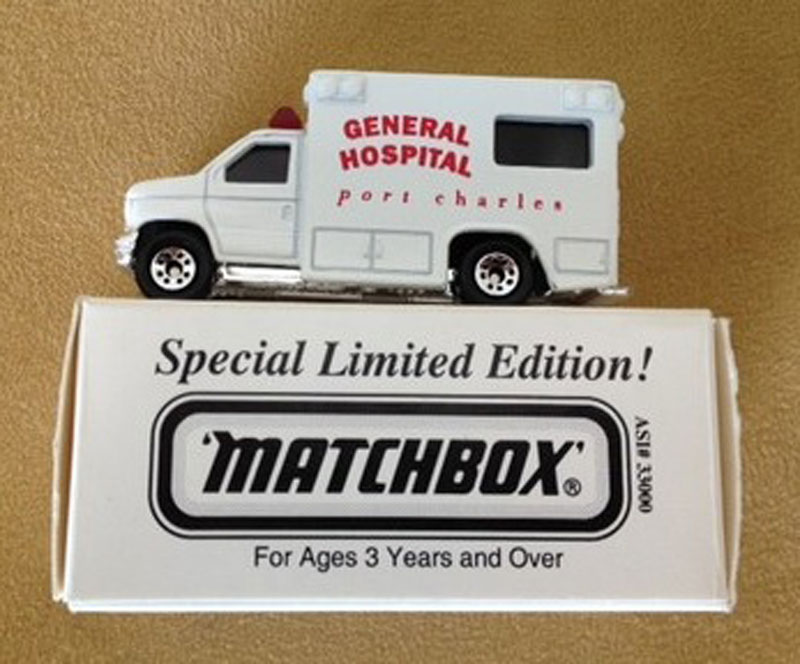 GENERAL
HOSPITAL
port charles
Special Limited Edition!
'MATCHBOX'®
ASI# 33000
For Ages 3 Years and Over